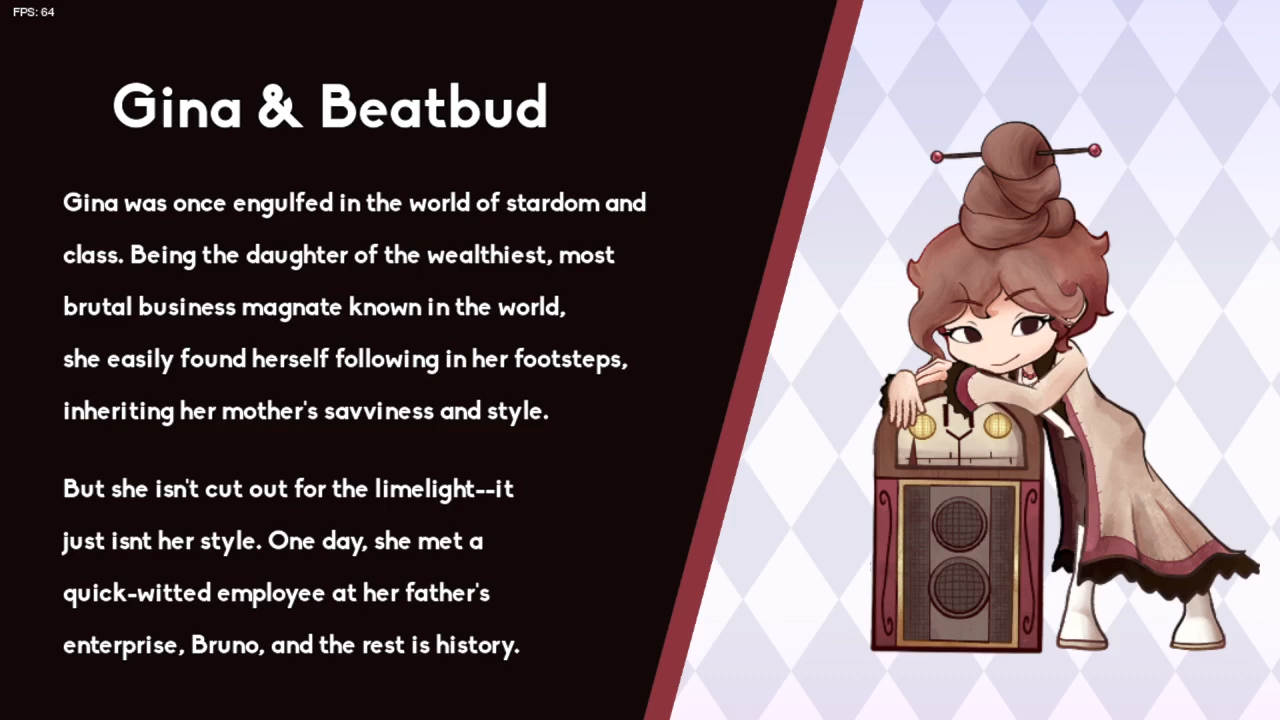 FPS: 64
Gina & Beatbud
Gina was once engulfed in the world of stardom and
class. Being the daughter of the wealthiest, most
brutal business magnate known in the world,
she easily found herself following in her footsteps,
inheriting her mother's savviness and style.
But she isn't cut out for the limelight--it
just isnt her style. One day, she met a
quick-witted employee at her father's
enterprise, Bruno, and the rest is history.